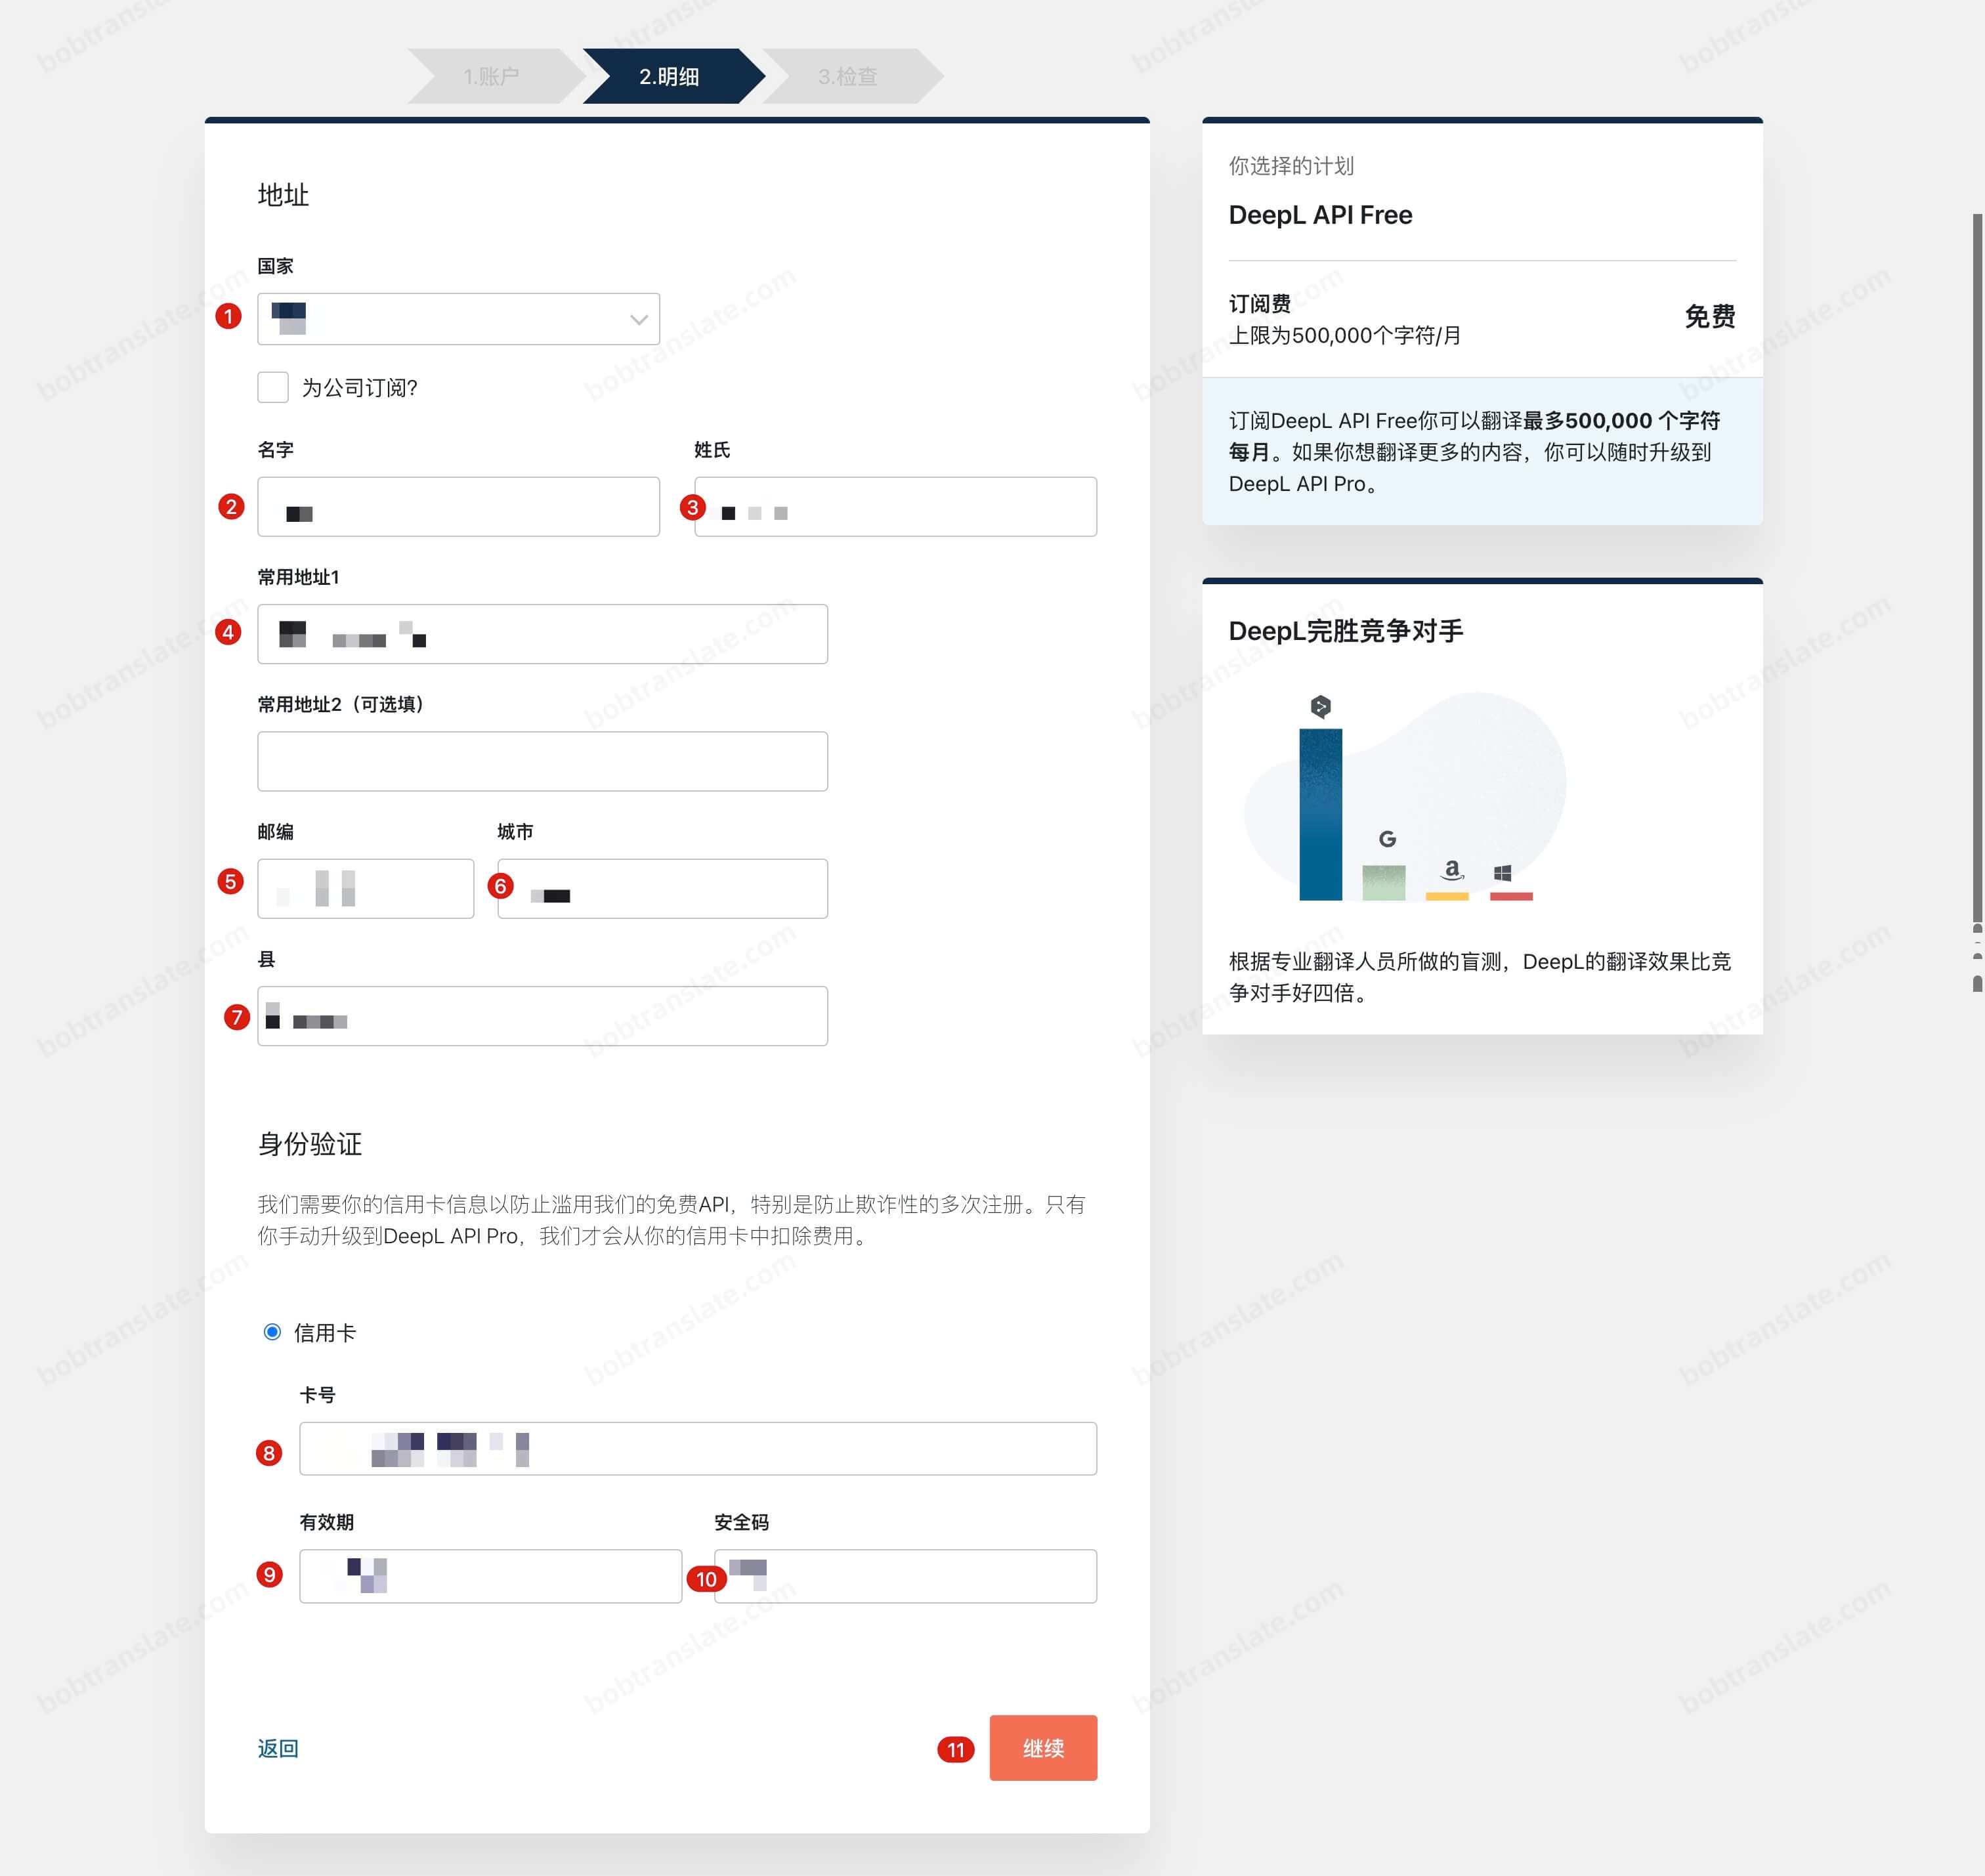 1.账户
2.明细
3.检查
地址
国家
1
为公司订阅?
名字
姓氏
2
3
常用地址1
4
常用地址2（可选填）
邮编
城市
5
6
县
7
身份验证
我们需要你的信用卡信息以防止滥用我们的免费API，特别是防止欺诈性的多次注册。只有
你手动升级到DeepL API Pro，我们才会从你的信用卡中扣除费用。
信用卡
卡号
8
有效期
安全码
9
10
返回
11
继续
你选择的计划
DeepL API Free
订阅费
上限为500,000个字符/月
免费
订阅DeepL API Free你可以翻译最多500,000 个字符
每月。如果你想翻译更多的内容，你可以随时升级到
DeepL API Pro。
DeepL完胜竞争对手
G
a
根据专业翻译人员所做的盲测，DeepL的翻译效果比竞
争对手好四倍。
bobtranslate.com